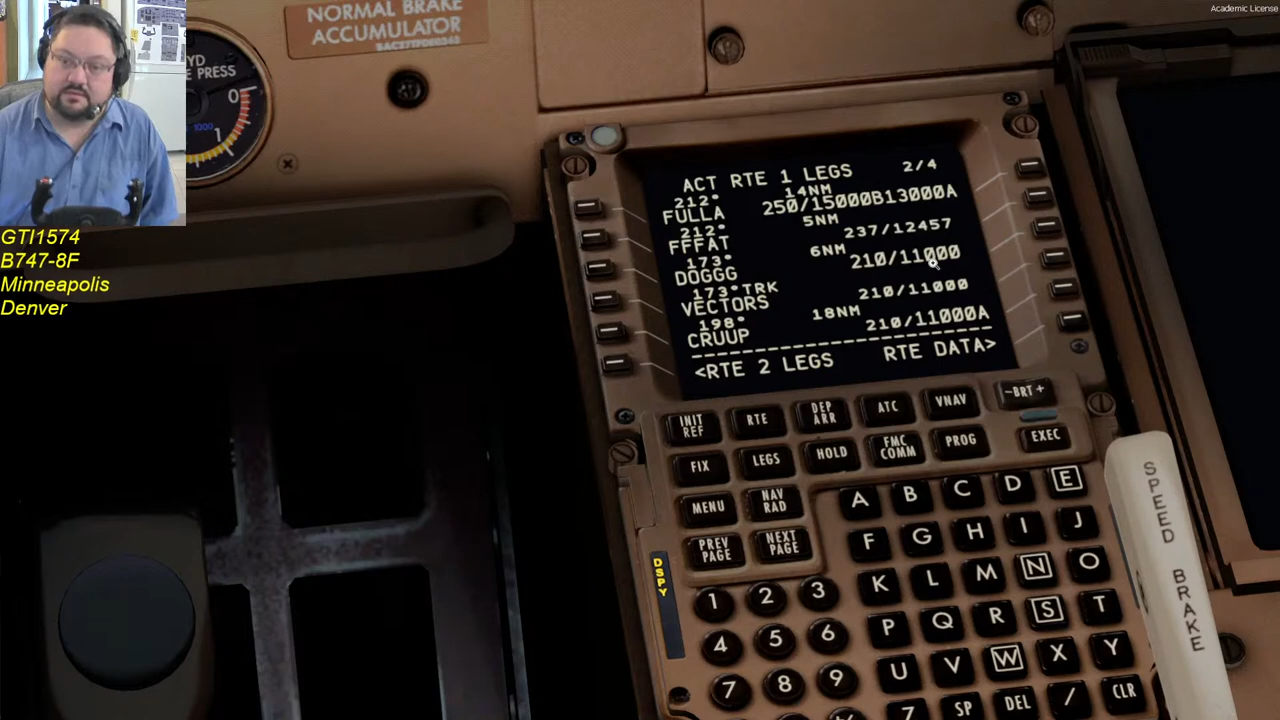 Academic License
NORMAL BRAKE
ACCUMULATOR
E PRESS
0
1000
1
GTI1574
B747-8F
Minneapolis
Denver
ACT RTE 1 LEGS 2/4
212° 14NM
FULLA 250/15000B13000A
212° 5NM
FFFAT 237/12457
173° 6NM
DOGGG 210/11000
173°TRK
VECTORS 210/11000
198° 18NM
CRUUP 210/11000A
<RTE 2 LEGS RTE DATA>
INIT REF RTE DEP ARR ATC VNAV -BRT+
FIX LEGS HOLD FMC COMM PROG EXEC
MENU NAV RAD
PREV PAGE NEXT PAGE
A B C D E
F G H I J
K L M N O
P Q R S T
U V W X Y
SP DEL / CLR
1 2 3
4 5 6
7 8 9
DSPY
SPEED BRAKE